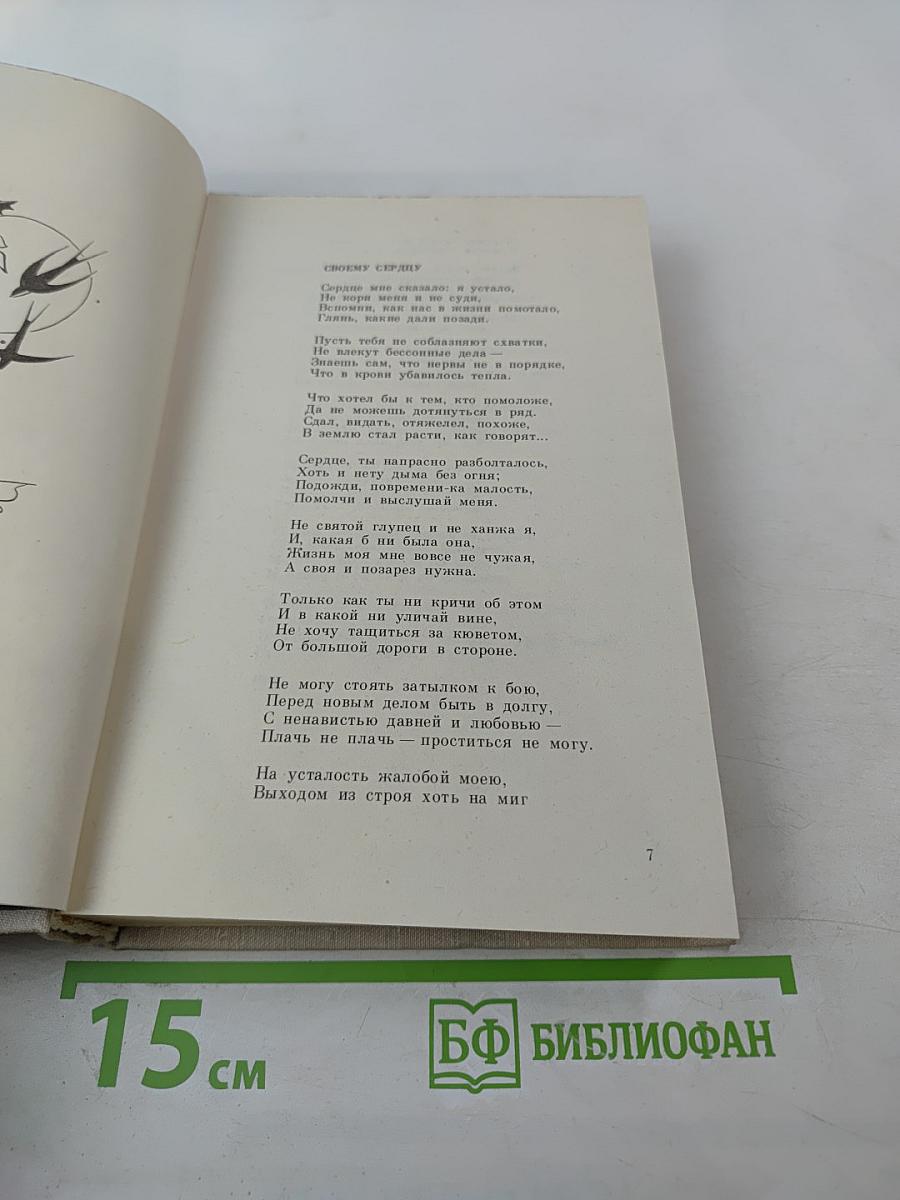 СВОЕМУ СЕРДЦУ
Сердце мне сказало: я устало,
Не кори меня и не суди,
Вспомни, как нас в жизни помотало,
Глянь, какие дали позади.
Пусть тебя не соблазняют схватки,
Не влекут бессонные дела —
Знаешь сам, что нервы не в порядке,
Что в крови убавилось тепла.
Что хотел бы к тем, кто помоложе,
Да не можешь дотянуться в ряд.
Сдал, видать, отяжелел, похоже,
В землю стал расти, как говорят...
Сердце, ты напрасно разболталось,
Хоть и нету дыма без огня;
Подожди, повремени-ка малость,
Помолчи и выслушай меня.
Не святой глупец и не ханжа я,
И, какая б ни была она,
Жизнь моя мне вовсе не чужая,
А своя и позарез нужна.
Только как ты ни кричи об этом
И в какой ни уличай вине,
Не хочу тащиться за кюветом,
От большой дороги в стороне.
Не могу стоять затылком к бою,
Перед новым делом быть в долгу,
С ненавистью давней и любовью —
Плачь не плачь — проститься не могу.
На усталость жалобой моею,
Выходом из строя хоть на миг
7
15 см
БФ БИБЛИОФАН